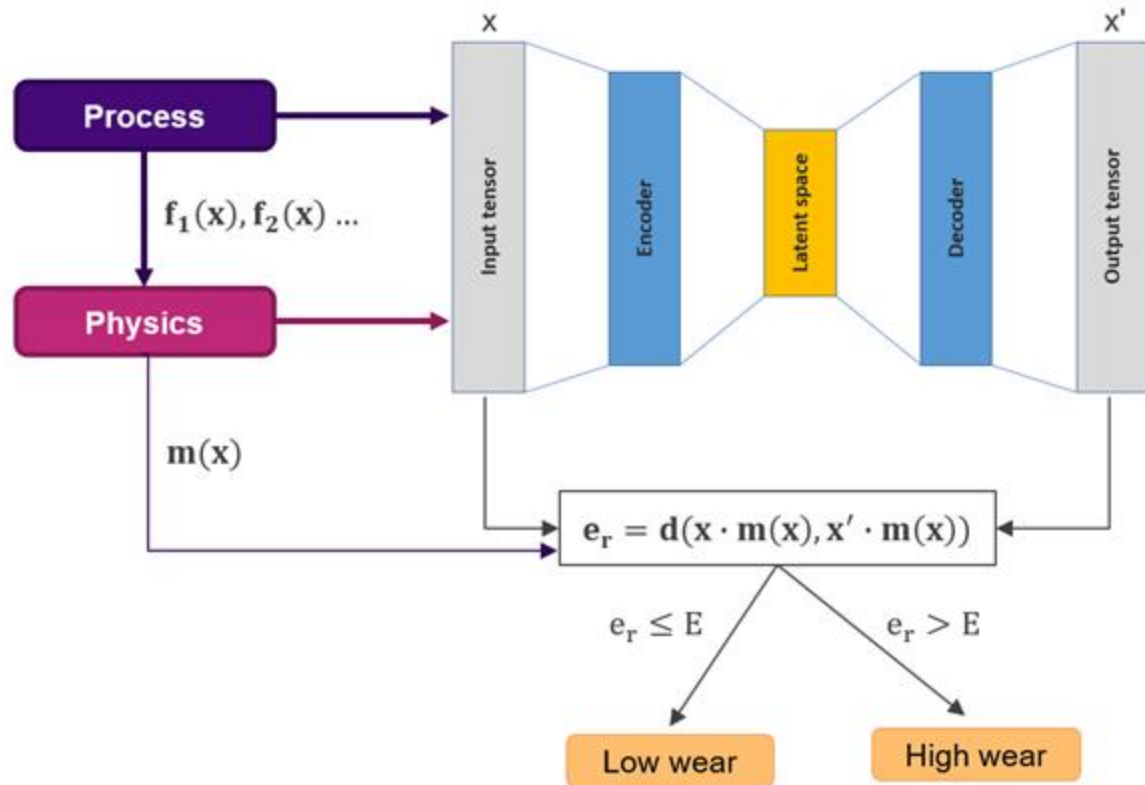 x
x'
Process
Input tensor
Encoder
Latent space
Decoder
Output tensor
f₁(x), f₂(x) ...
Physics
m(x)
eᵣ = d(x · m(x), x′ · m(x))
eᵣ ≤ E
eᵣ > E
Low wear
High wear